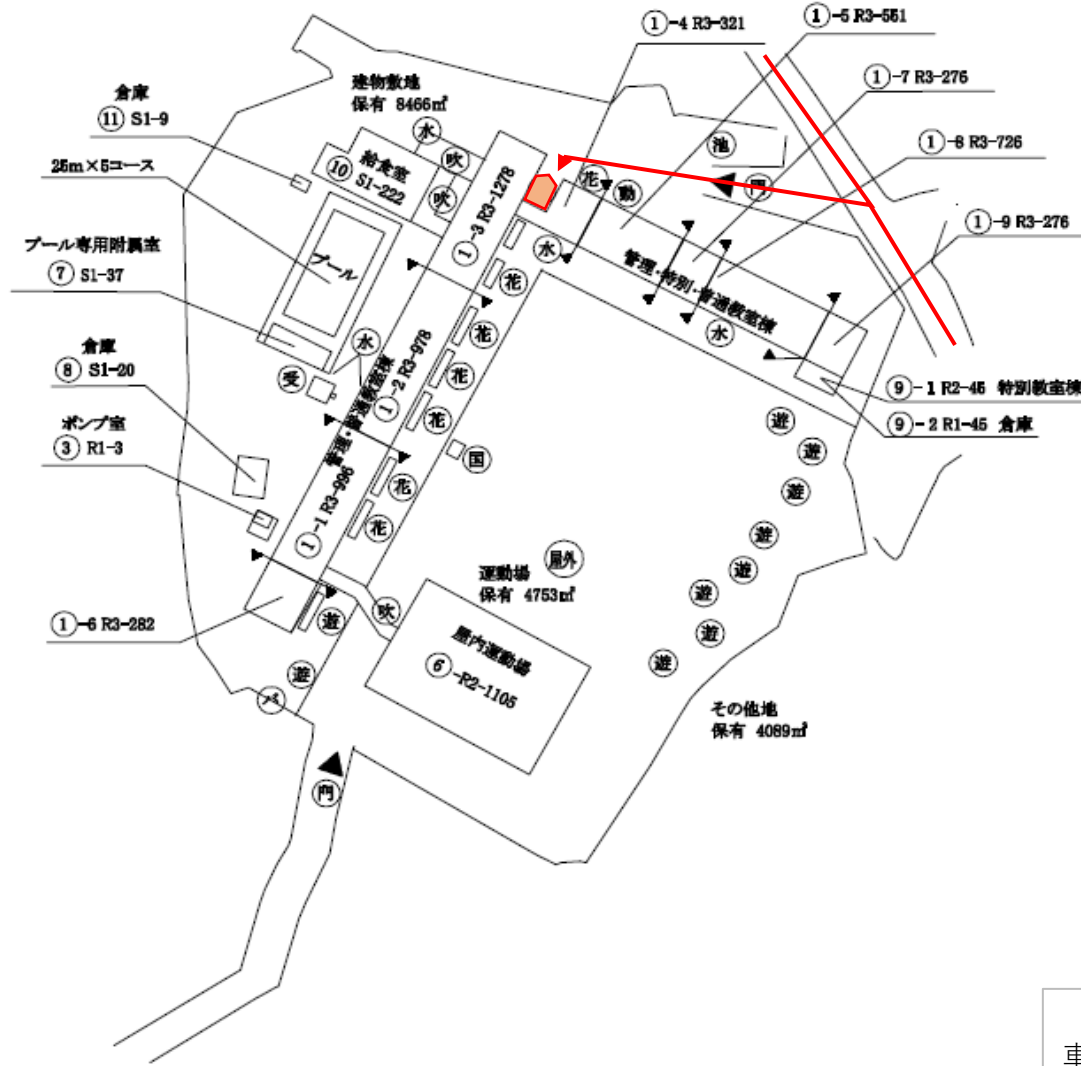 ①-4 R3-321
①-5 R3-551
①-7 R3-276
①-8 R3-726
①-9 R3-276
⑨-1 R2-45 特別教室棟
⑨-2 R1-45 倉庫
建物敷地
保有 8466㎡
倉庫
⑪ S1-9
25m×5コース
プール専用附属室
⑦ S1-37
倉庫
⑧ S1-20
ポンプ室
③ R1-3
①-6 R3-282
給食室
⑩ S1-222
プール
水
吹
吹
水
受
①-3 R3-1278
管理・普通教室棟
①-2 R3-978
①-1 R3-996
花
動
池
門
水
管理・特別・普通教室棟
水
花
花
花
花
国
花
花
遊
遊
パ
吹
門
運動場
保有 4753㎡
屋外
屋内運動場
⑥-R2-1105
遊
遊
遊
遊
遊
遊
遊
遊
その他地
保有 4089㎡
車